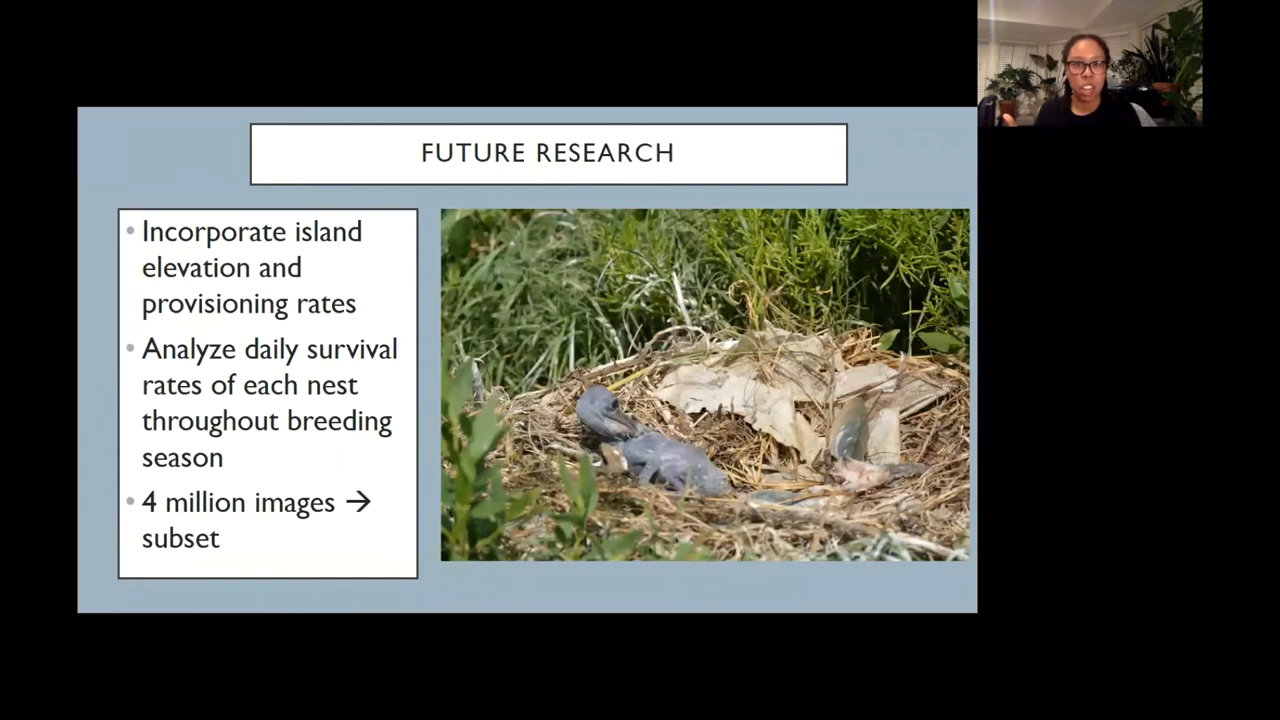 FUTURE RESEARCH
• Incorporate island
elevation and
provisioning rates
• Analyze daily survival
rates of each nest
throughout breeding
season
• 4 million images →
subset